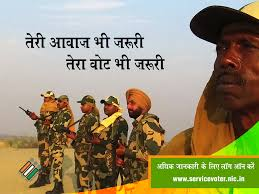 तेरी आवाज भी जरूरी
तेरा वोट भी जरूरी
अधिक जानकारी के लिए लॉग ऑन करें
www.servicevoter.nic.in